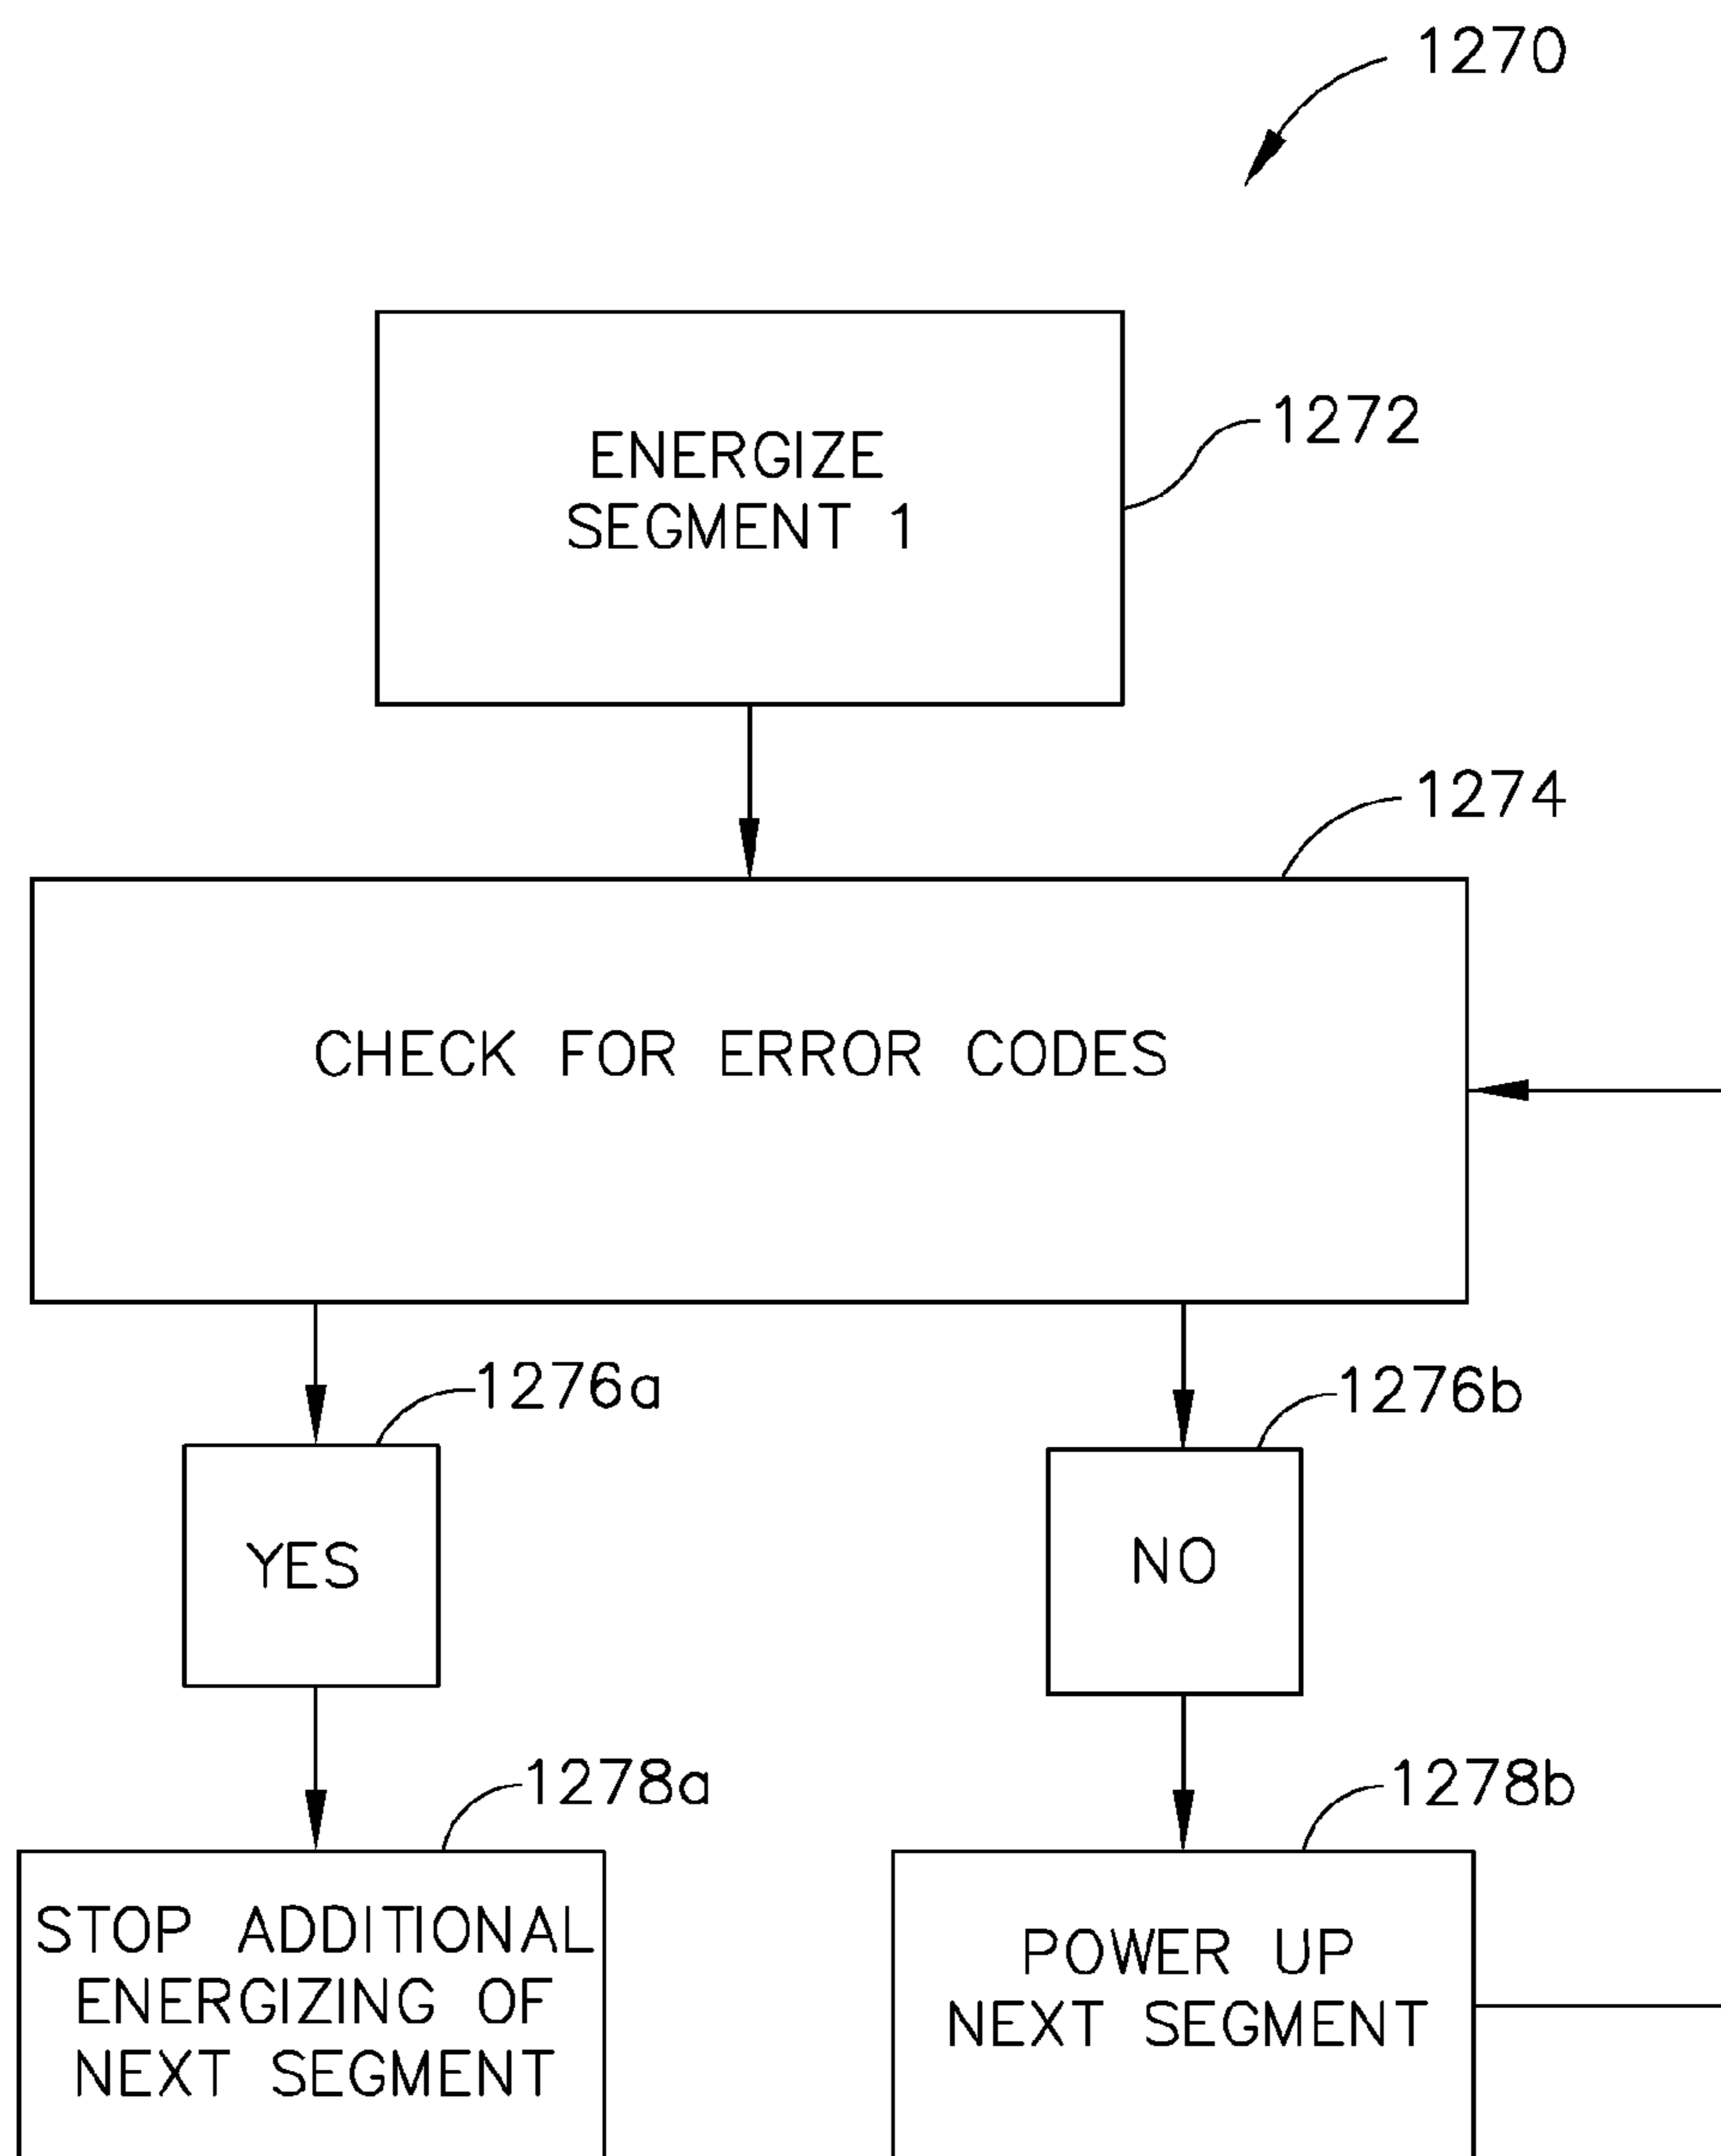 1270
ENERGIZE
SEGMENT 1
1272
1274
CHECK FOR ERROR CODES
1276a
1276b
YES
NO
1278a
1278b
STOP ADDITIONAL
ENERGIZING OF
NEXT SEGMENT
POWER UP
NEXT SEGMENT